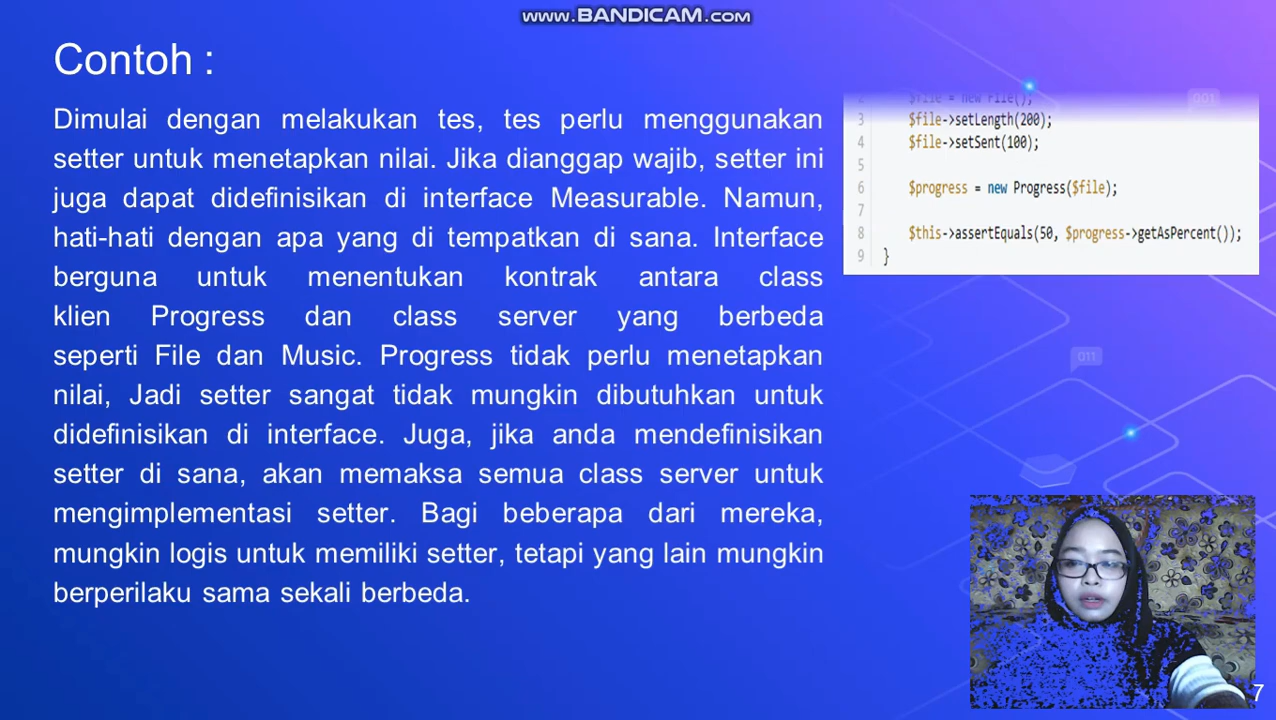 www.BANDICAM.com
Contoh :
Dimulai dengan melakukan tes, tes perlu menggunakan
setter untuk menetapkan nilai. Jika dianggap wajib, setter ini
juga dapat didefinisikan di interface Measurable. Namun,
hati-hati dengan apa yang di tempatkan di sana. Interface
berguna untuk menentukan kontrak antara class
klien Progress dan class server yang berbeda
seperti File dan Music. Progress tidak perlu menetapkan
nilai, Jadi setter sangat tidak mungkin dibutuhkan untuk
didefinisikan di interface. Juga, jika anda mendefinisikan
setter di sana, akan memaksa semua class server untuk
mengimplementasi setter. Bagi beberapa dari mereka,
mungkin logis untuk memiliki setter, tetapi yang lain mungkin
berperilaku sama sekali berbeda.
2 $file = new File();
3 $file->setLength(200);
4 $file->setSent(100);
5
6 $progress = new Progress($file);
7
8 $this->assertEquals(50, $progress->getAsPercent());
9 }
001
011
7